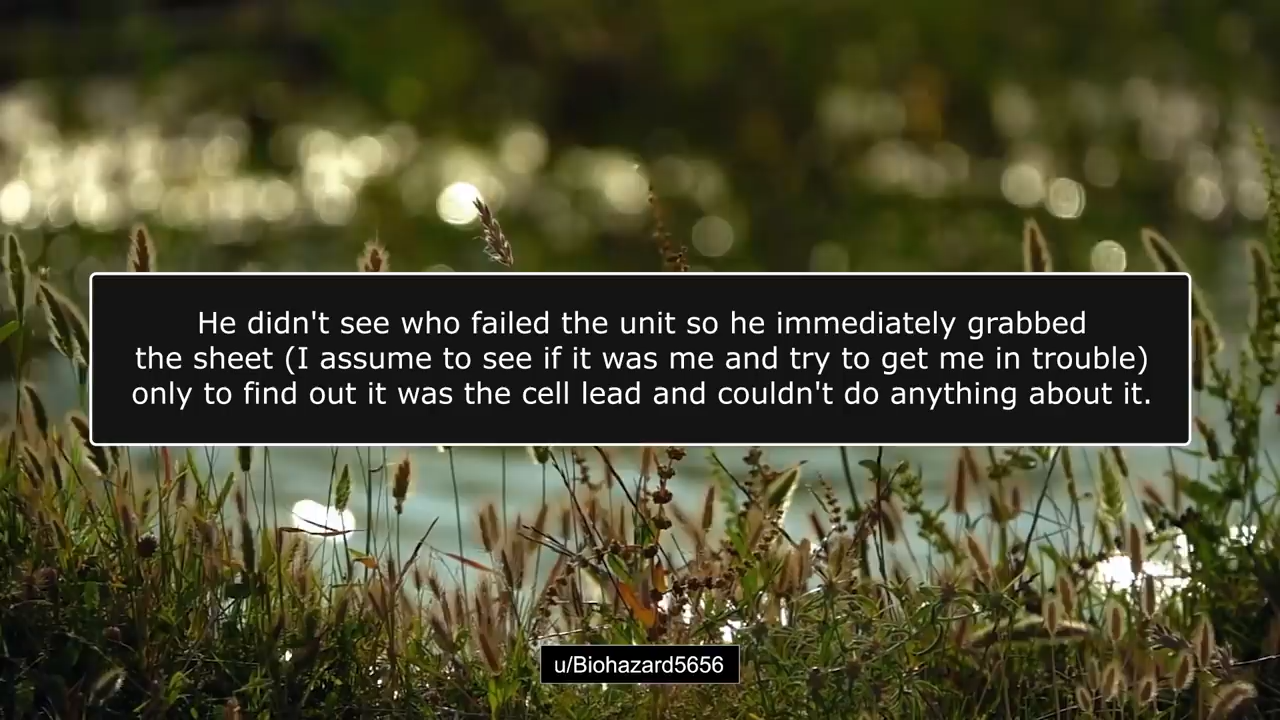 He didn't see who failed the unit so he immediately grabbed
the sheet (I assume to see if it was me and try to get me in trouble)
only to find out it was the cell lead and couldn't do anything about it.
u/Biohazard5656